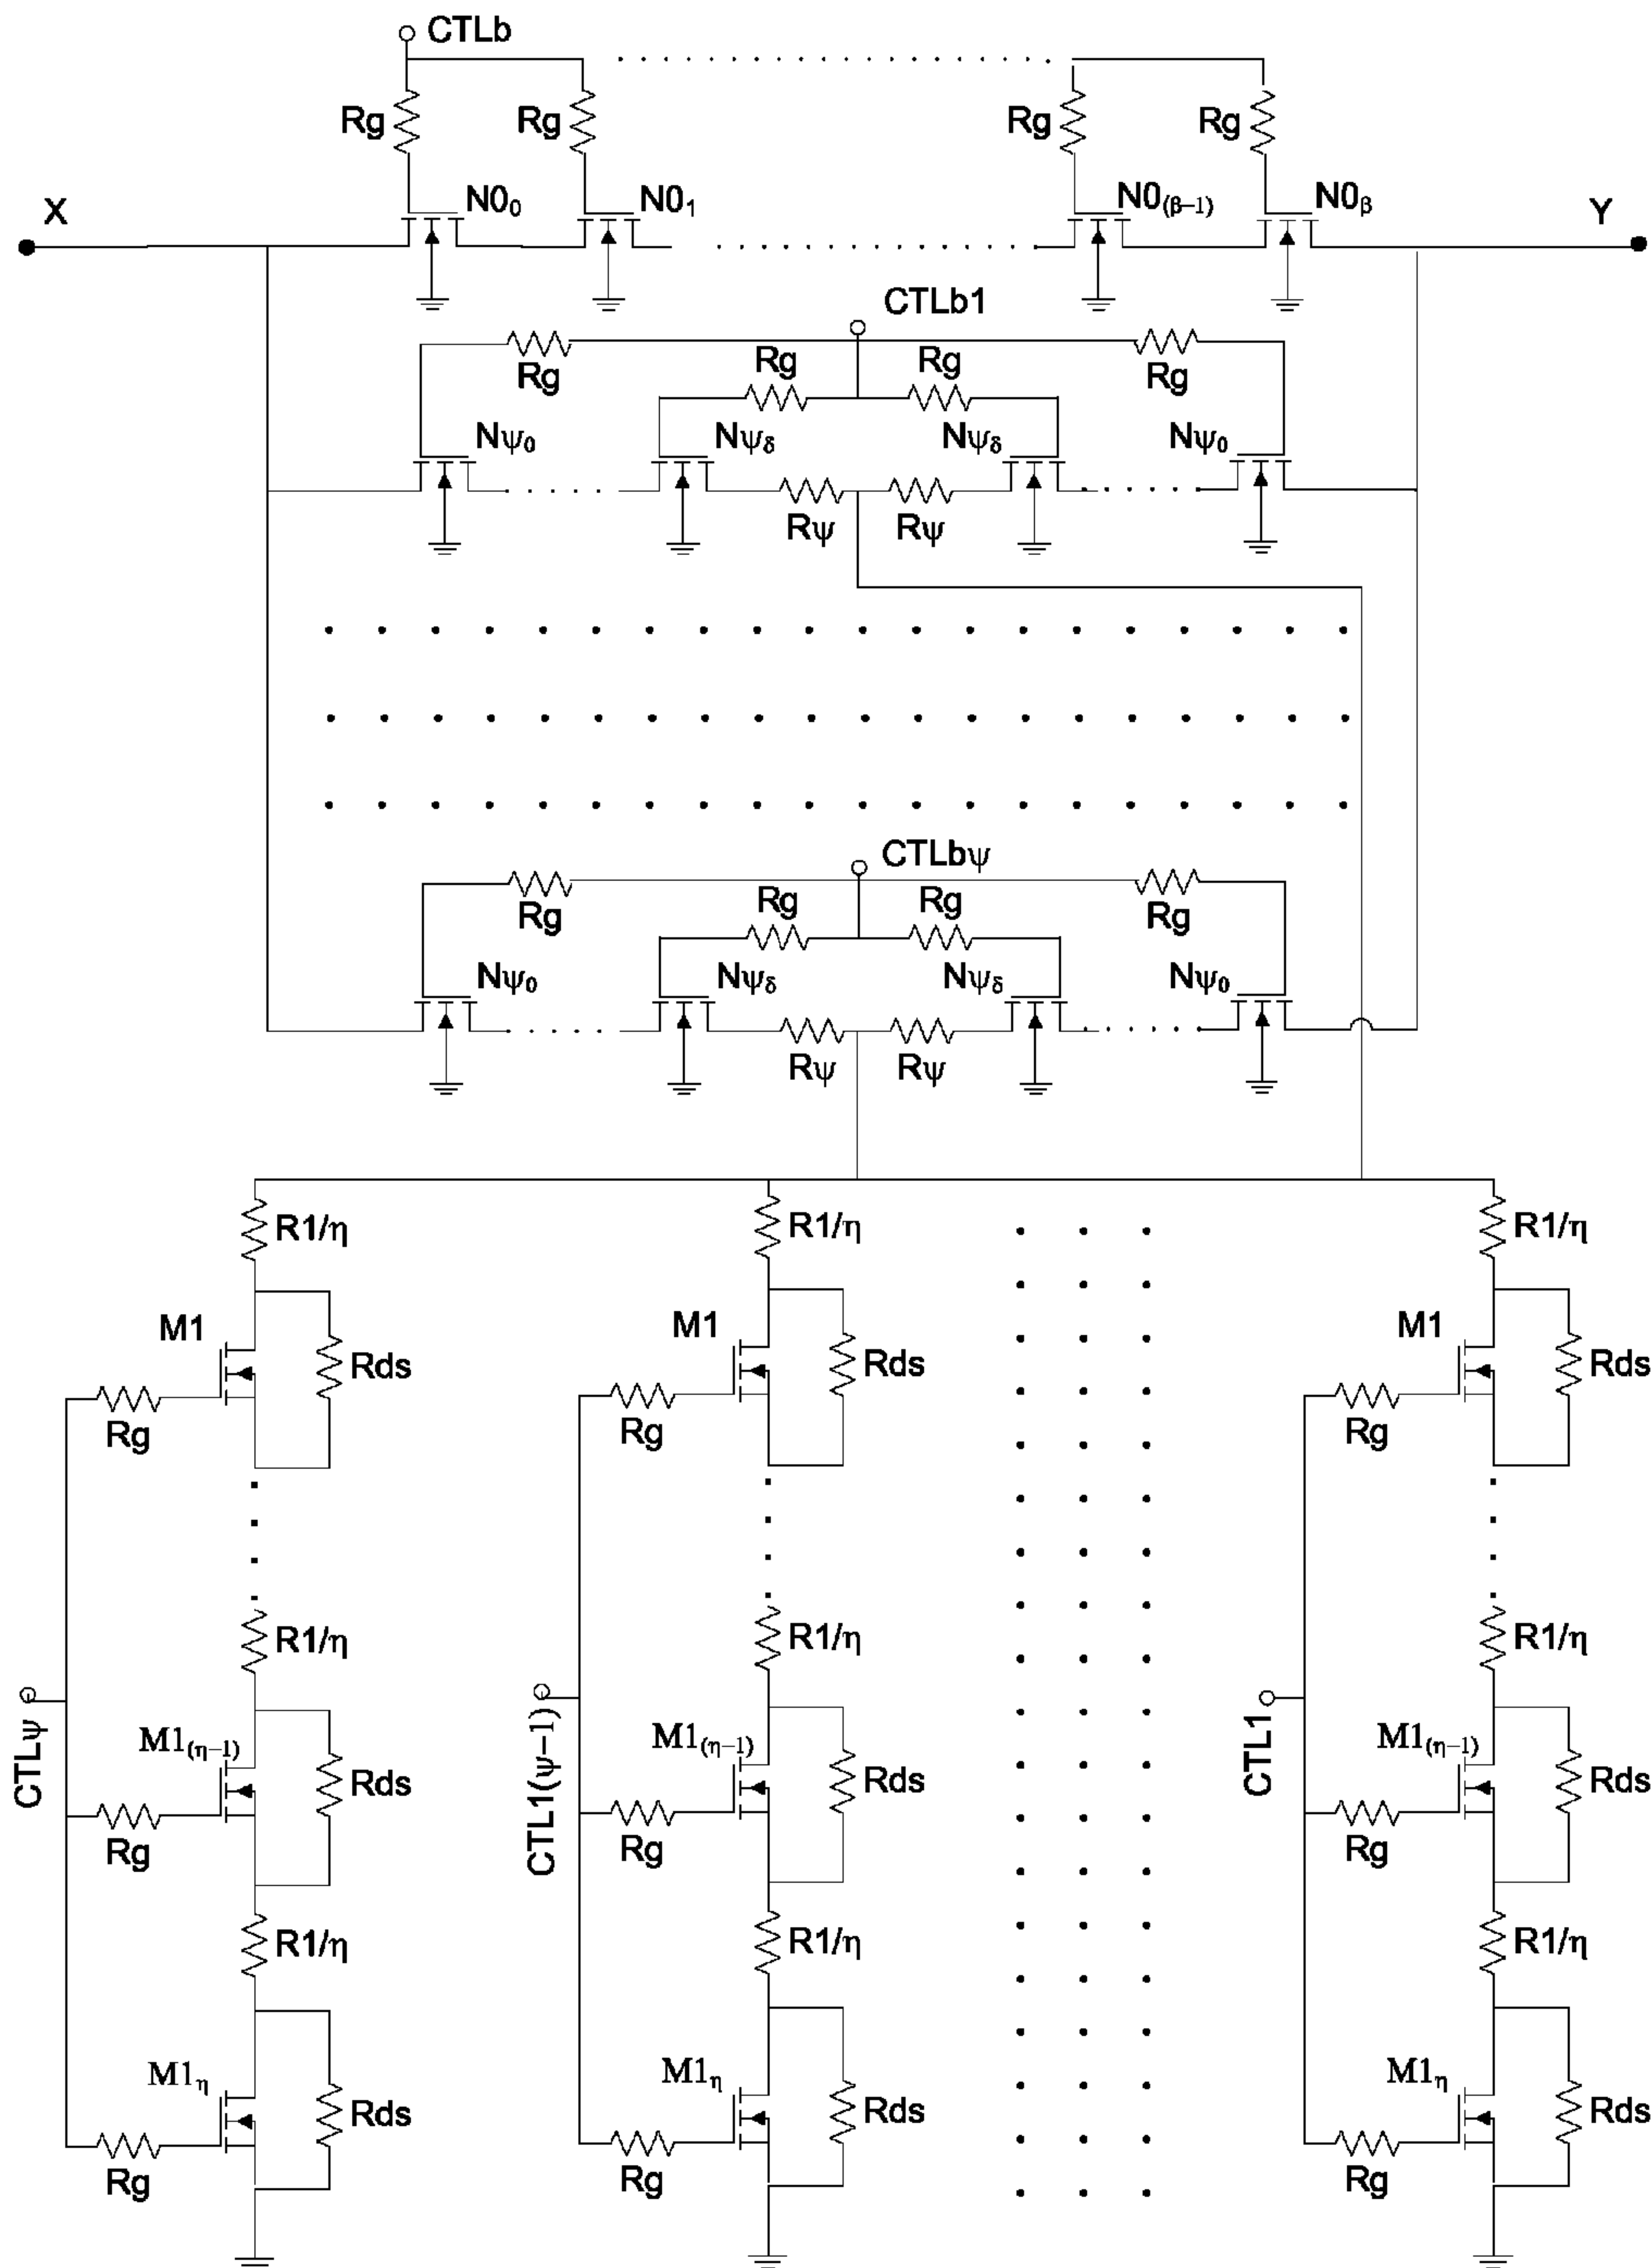 CTLb
Rg Rg Rg Rg
X N0₀ N0₁ N0₍β₋₁₎ N0β Y
CTLb1
Rg Rg Rg Rg
Nψ₀ Nψδ Nψδ Nψ₀
Rψ Rψ
CTLbψ
Rg Rg Rg Rg
Nψ₀ Nψδ Nψδ Nψ₀
Rψ Rψ
R1/η R1/η R1/η
M1 Rds M1 Rds M1 Rds
Rg Rg Rg
R1/η R1/η R1/η
CTLψ CTL1(ψ−1) CTL1
M1(η−1) Rds M1(η−1) Rds M1(η−1) Rds
Rg Rg Rg
R1/η R1/η R1/η
M1η Rds M1η Rds M1η Rds
Rg Rg Rg